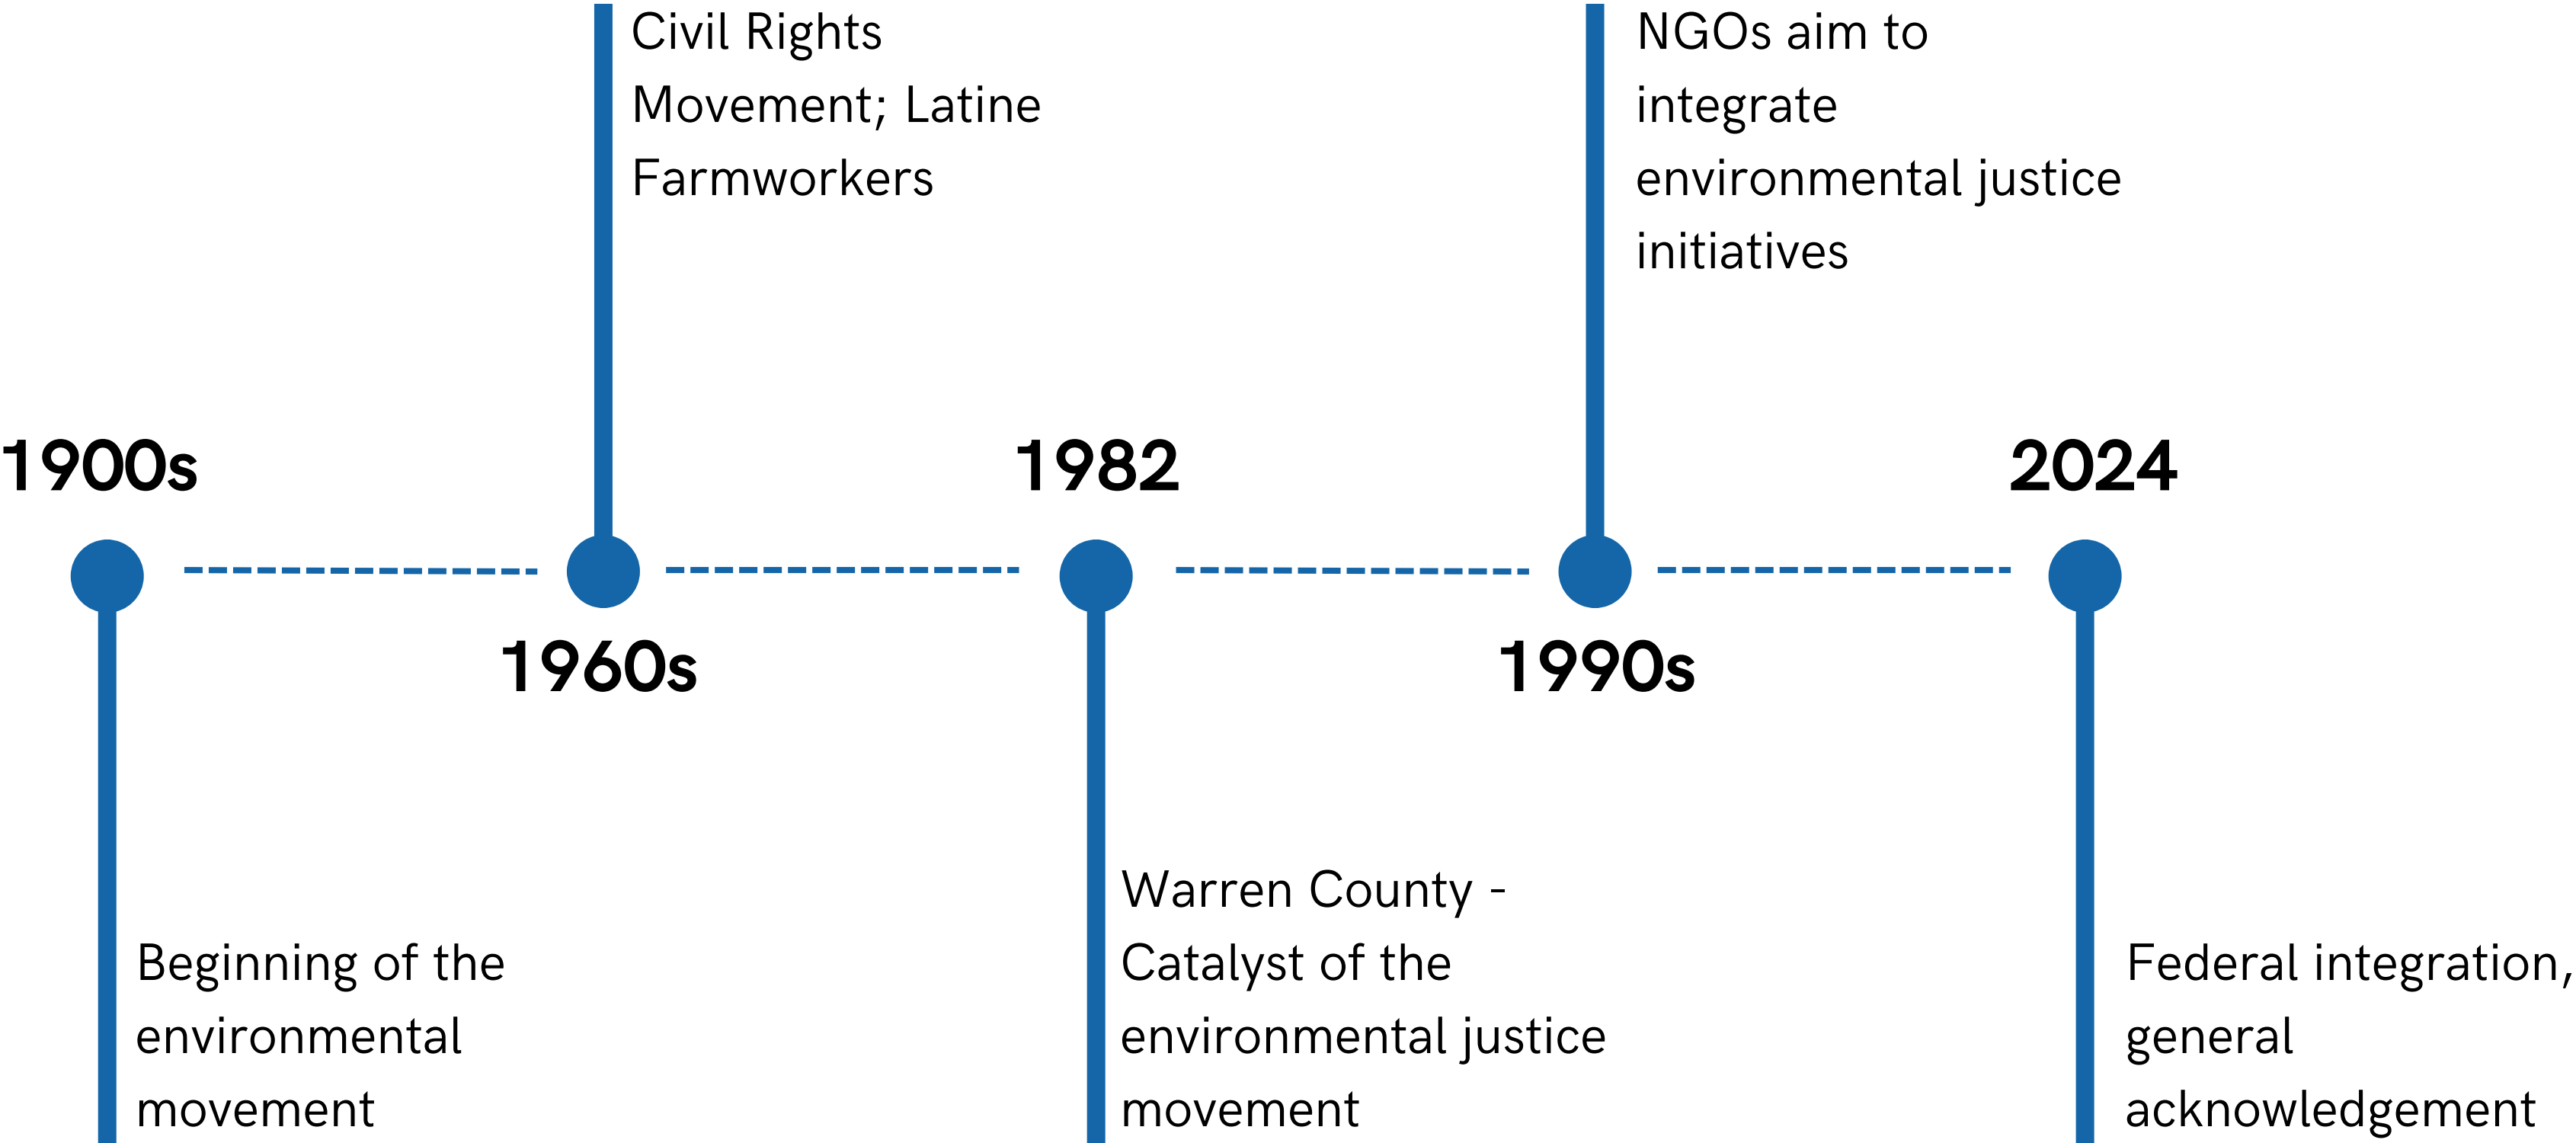 1900s
Beginning of the
environmental
movement
Civil Rights
Movement; Latine
Farmworkers
1960s
1982
Warren County -
Catalyst of the
environmental justice
movement
NGOs aim to
integrate
environmental justice
initiatives
1990s
2024
Federal integration,
general
acknowledgement